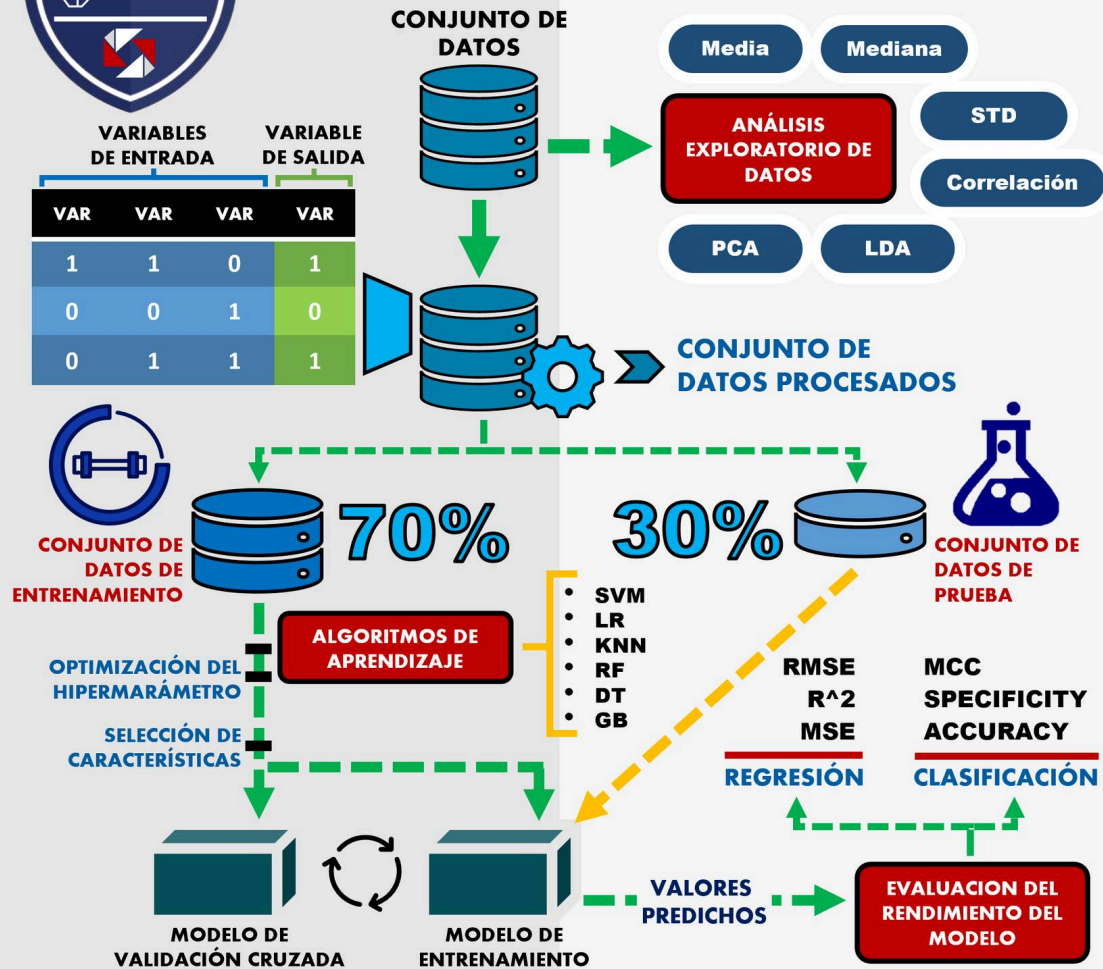 CONJUNTO DE
DATOS
Media
Mediana
STD
Correlación
ANÁLISIS
EXPLORATORIO DE
DATOS
PCA
LDA
VARIABLES
DE ENTRADA
VARIABLE
DE SALIDA
VAR VAR VAR VAR
1 1 0 1
0 0 1 0
0 1 1 1
CONJUNTO DE
DATOS PROCESADOS
70%
30%
CONJUNTO DE
DATOS DE
ENTRENAMIENTO
CONJUNTO DE
DATOS DE
PRUEBA
ALGORITMOS DE
APRENDIZAJE
• SVM
• LR
• KNN
• RF
• DT
• GB
OPTIMIZACIÓN DEL
HIPERMARÁMETRO
SELECCIÓN DE
CARACTERÍSTICAS
RMSE
R^2
MSE
REGRESIÓN
MCC
SPECIFICITY
ACCURACY
CLASIFICACIÓN
MODELO DE
VALIDACIÓN CRUZADA
MODELO DE
ENTRENAMIENTO
VALORES
PREDICHOS
EVALUACION DEL
RENDIMIENTO DEL
MODELO